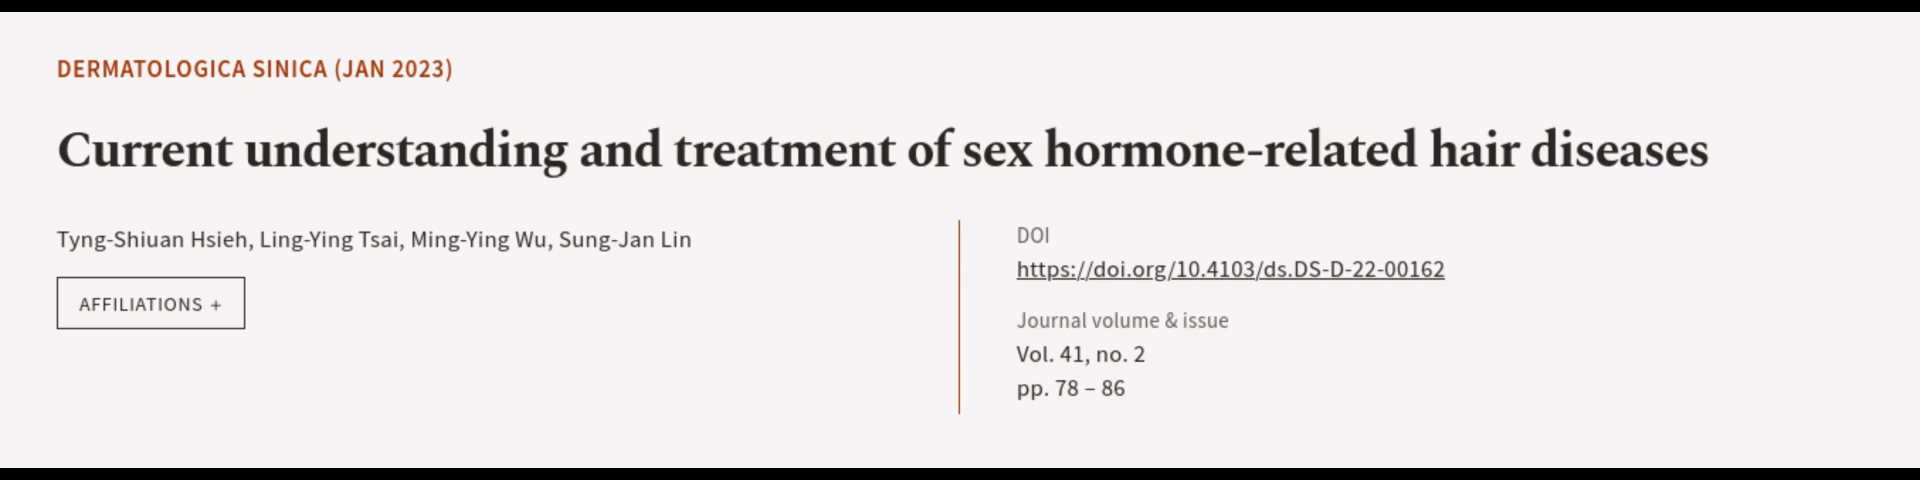 DERMATOLOGICA SINICA (JAN 2023)
Current understanding and treatment of sex hormone-related hair diseases
Tyng-Shiuan Hsieh, Ling-Ying Tsai, Ming-Ying Wu, Sung-Jan Lin
AFFILIATIONS +
DOI
https://doi.org/10.4103/ds.DS-D-22-00162
Journal volume & issue
Vol. 41, no. 2
pp. 78 – 86